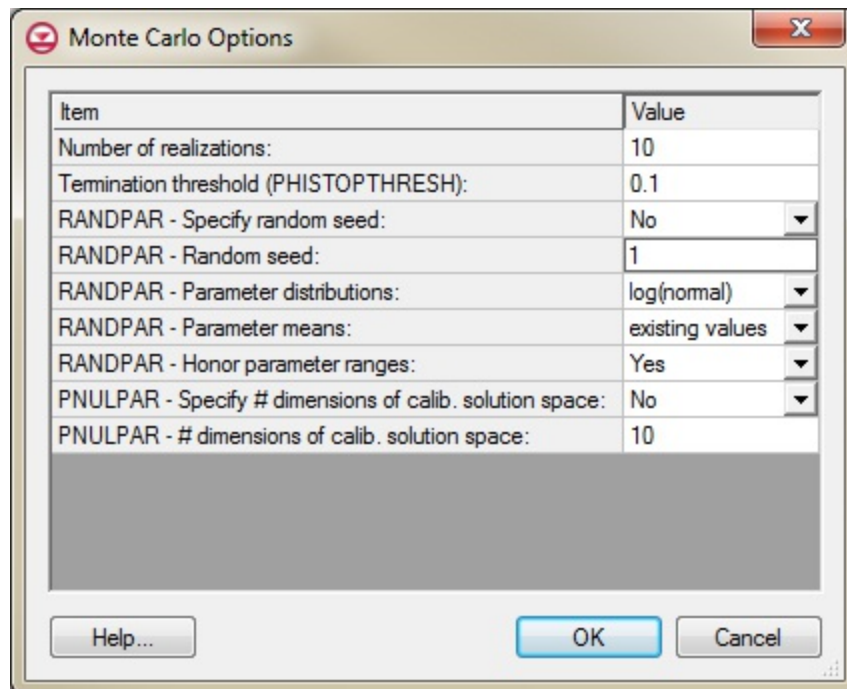 Monte Carlo Options
Item Value
Number of realizations: 10
Termination threshold (PHISTOPTHRESH): 0.1
RANDPAR - Specify random seed: No
RANDPAR - Random seed: 1
RANDPAR - Parameter distributions: log(normal)
RANDPAR - Parameter means: existing values
RANDPAR - Honor parameter ranges: Yes
PNULPAR - Specify # dimensions of calib. solution space: No
PNULPAR - # dimensions of calib. solution space: 10
Help... OK Cancel